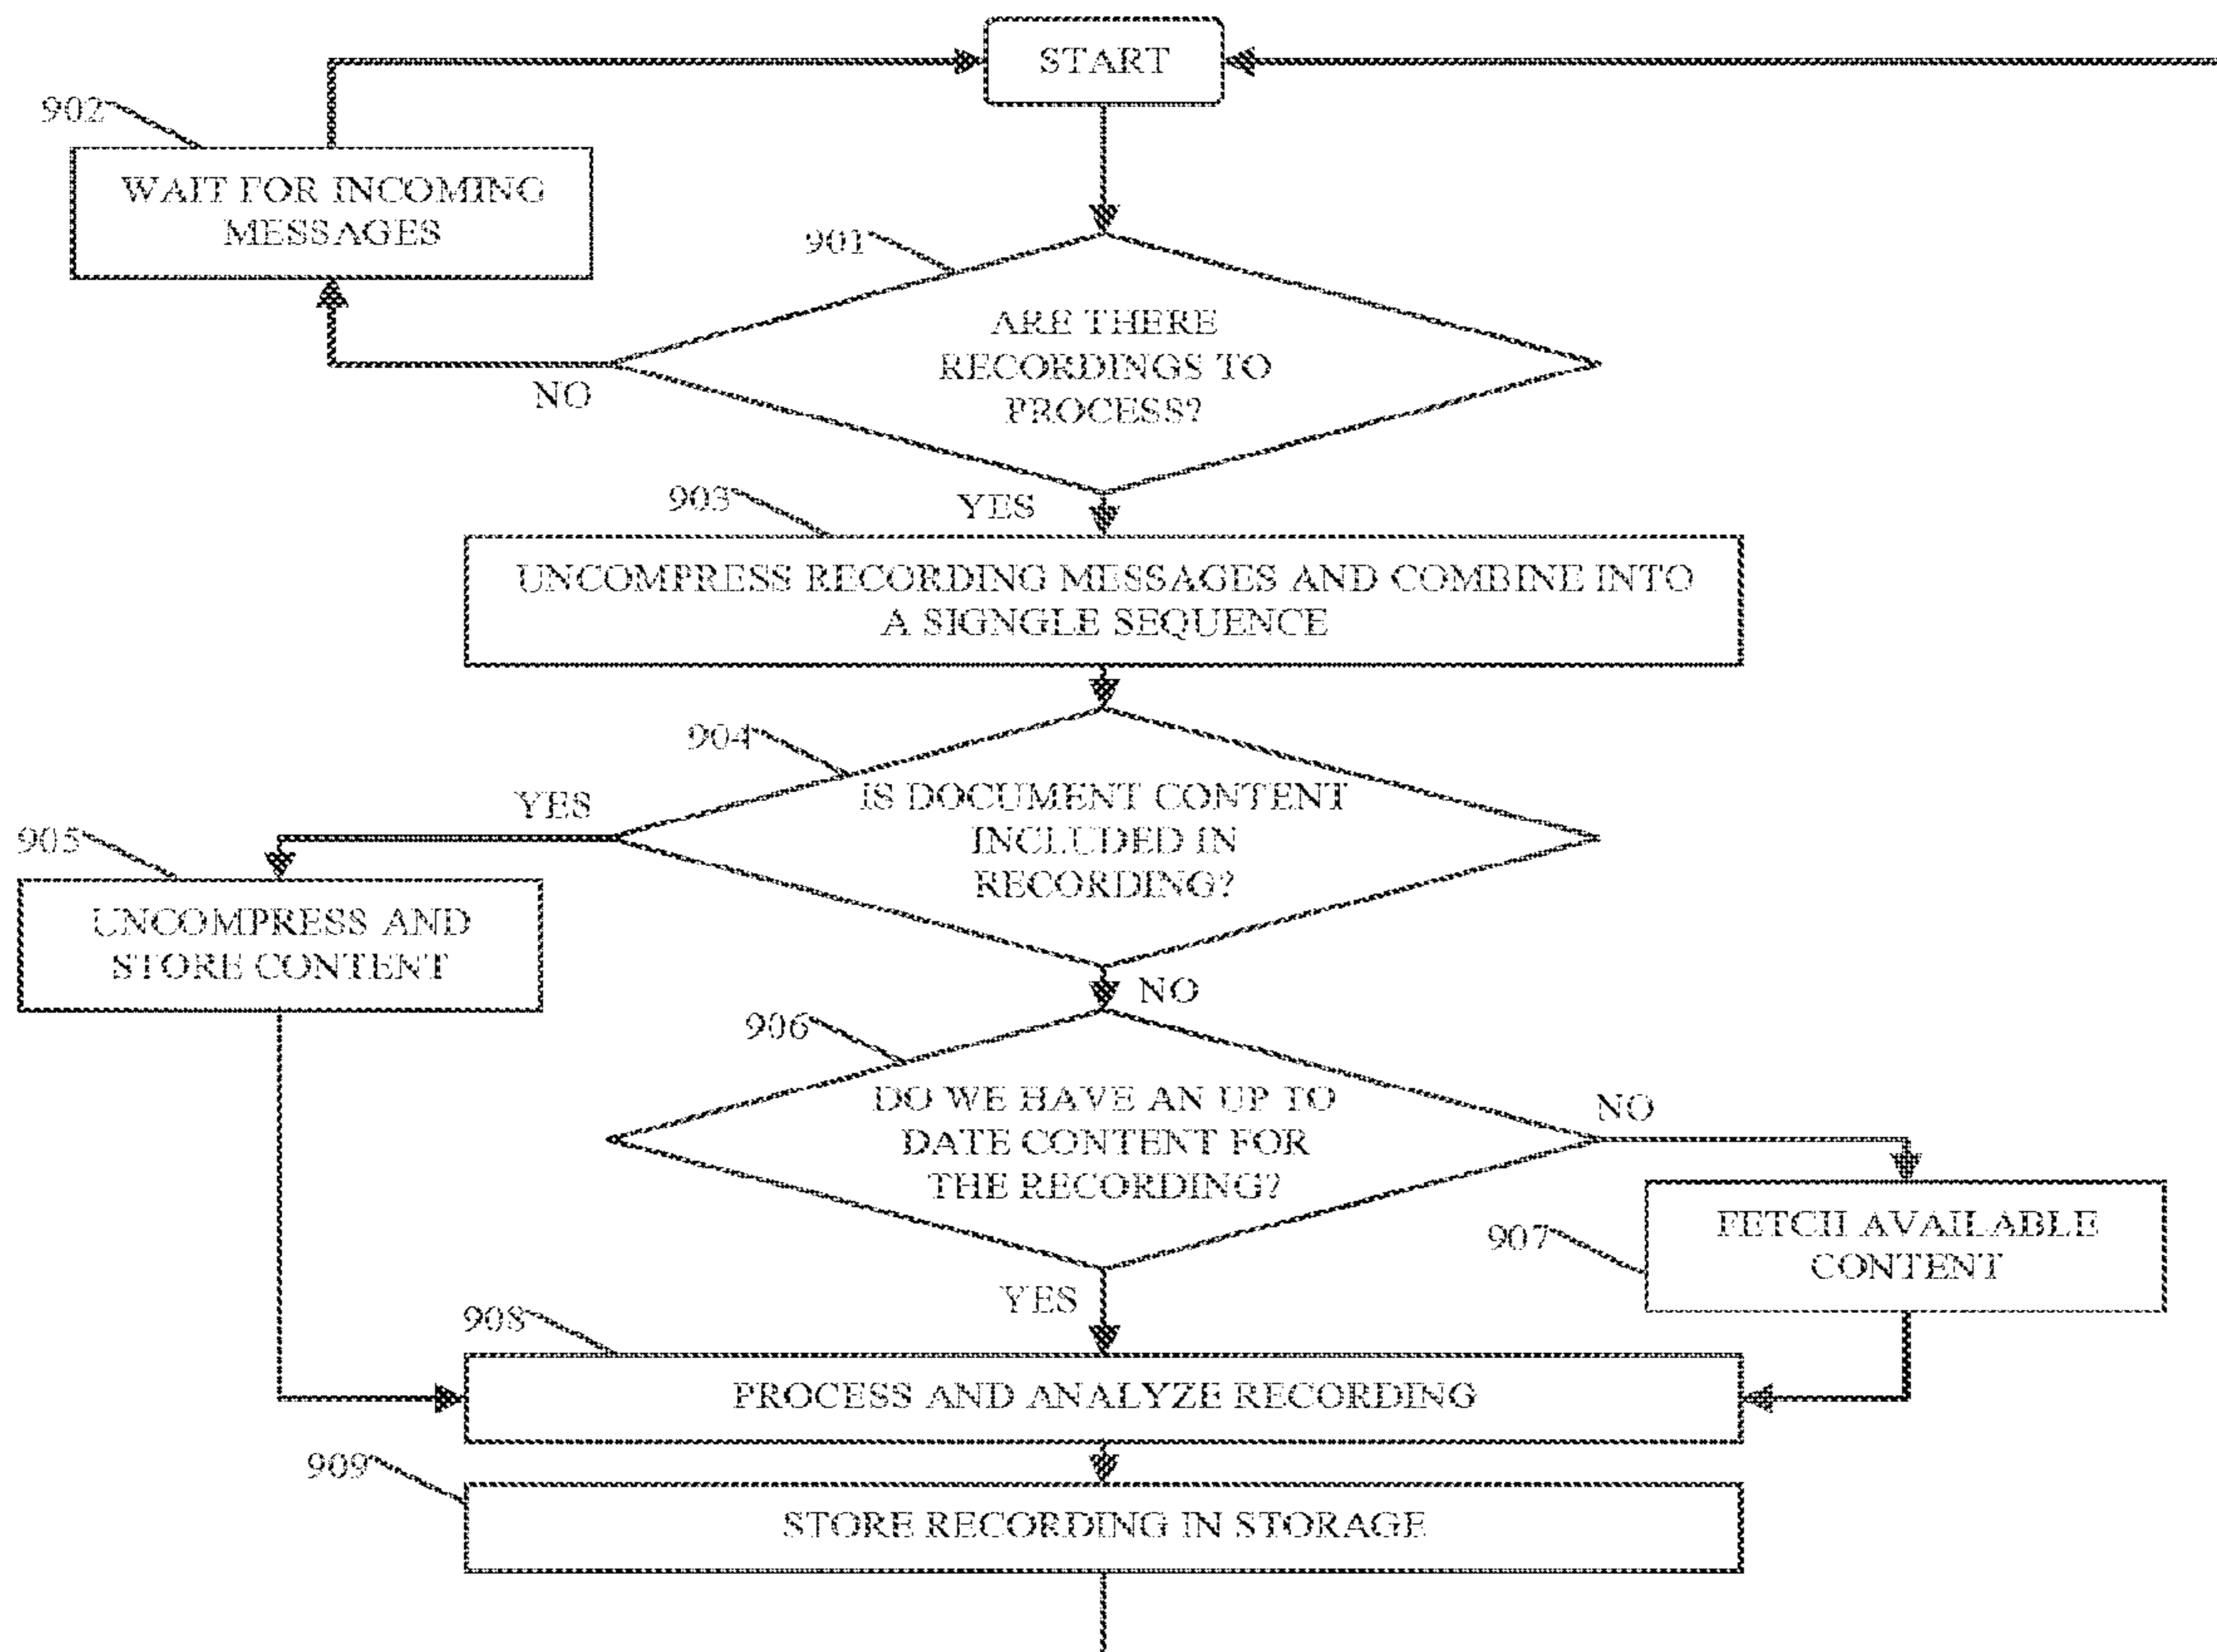 START
902
WAIT FOR INCOMING
MESSAGES
901
ARE THERE
RECORDINGS TO
PROCESS?
NO
903
YES
UNCOMPRESS RECORDING MESSAGES AND COMBINE INTO
A SIGNGLE SEQUENCE
904
IS DOCUMENT CONTENT
INCLUDED IN
RECORDING?
YES
905
UNCOMPRESS AND
STORE CONTENT
NO
906
DO WE HAVE AN UP TO
DATE CONTENT FOR
THE RECORDING?
NO
907
FETCH AVAILABLE
CONTENT
YES
908
PROCESS AND ANALYZE RECORDING
909
STORE RECORDING IN STORAGE